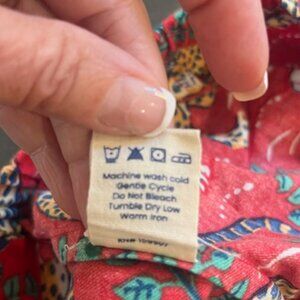 Machine wash cold
Gentle Cycle
Do Not Bleach
Tumble Dry Low
Warm Iron